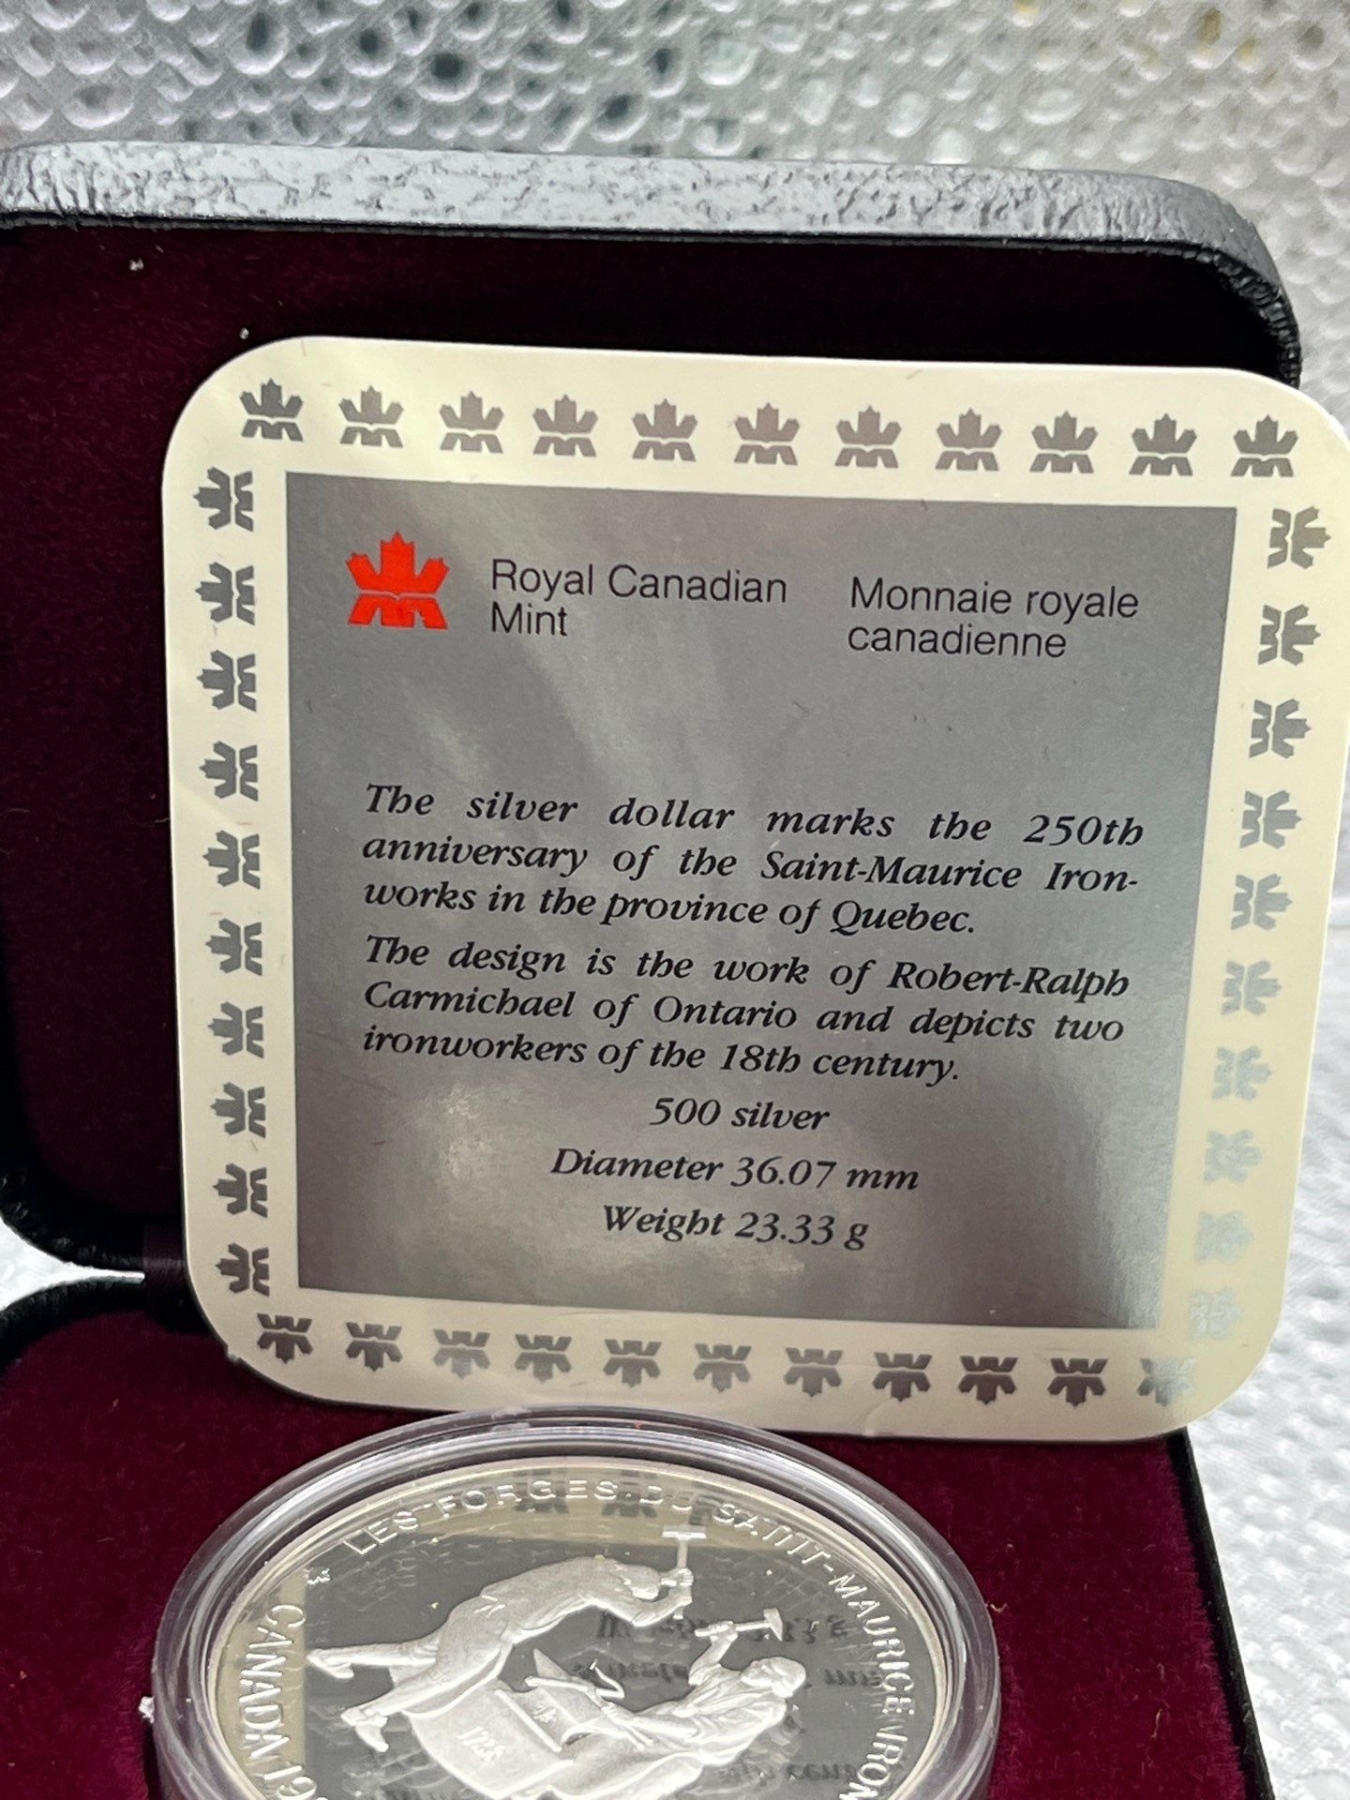 Royal Canadian
Mint
Monnaie royale
canadienne
The silver dollar marks the 250th
anniversary of the Saint-Maurice Iron-
works in the province of Quebec.
The design is the work of Robert-Ralph
Carmichael of Ontario and depicts two
ironworkers of the 18th century.
500 silver
Diameter 36.07 mm
Weight 23.33 g
LES FORGES DU SAINT-MAURICE IRON
CANADA